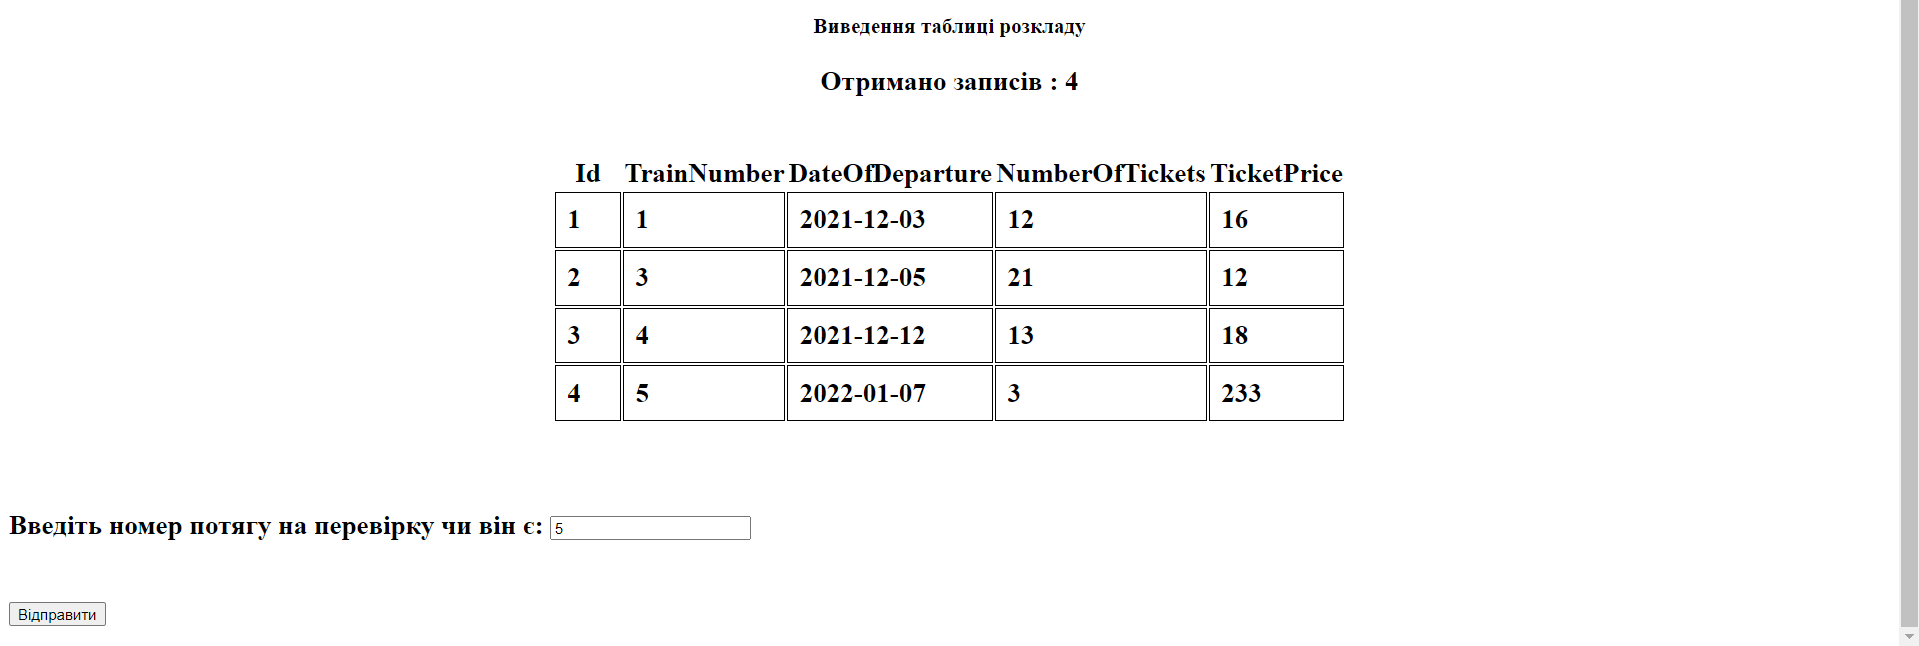 Виведення таблиці розкладу
Отримано записів : 4
Id TrainNumber DateOfDeparture NumberOfTickets TicketPrice
1 1 2021-12-03 12 16
2 3 2021-12-05 21 12
3 4 2021-12-12 13 18
4 5 2022-01-07 3 233
Введіть номер потягу на перевірку чи він є: 5
Відправити